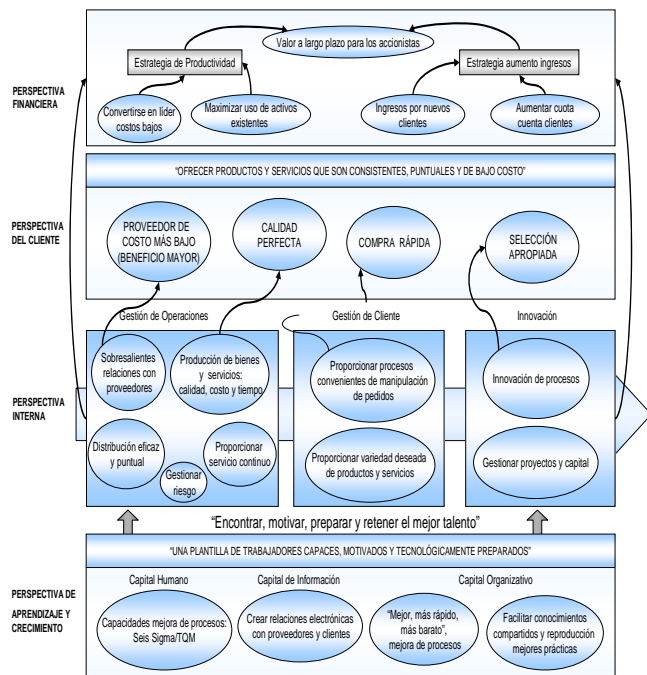 Valor a largo plazo para los accionistas
Estrategia de Productividad
Estrategia aumento ingresos
PERSPECTIVA
FINANCIERA
Convertirse en líder
costos bajos
Maximizar uso de activos
existentes
Ingresos por nuevos
clientes
Aumentar cuota
cuenta clientes
“OFRECER PRODUCTOS Y SERVICIOS QUE SON CONSISTENTES, PUNTUALES Y DE BAJO COSTO”
PERSPECTIVA
DEL CLIENTE
PROVEEDOR DE
COSTO MÁS BAJO
(BENEFICIO MAYOR)
CALIDAD
PERFECTA
COMPRA RÁPIDA
SELECCIÓN
APROPIADA
Gestión de Operaciones
Gestión de Cliente
Innovación
PERSPECTIVA
INTERNA
Sobresalientes
relaciones con
proveedores
Producción de bienes
y servicios:
calidad, costo y tiempo
Distribución eficaz
y puntual
Gestionar
riesgo
Proporcionar
servicio continuo
Proporcionar procesos
convenientes de manipulación
de pedidos
Proporcionar variedad deseada
de productos y servicios
Innovación de procesos
Gestionar proyectos y capital
“Encontrar, motivar, preparar y retener el mejor talento”
“UNA PLANTILLA DE TRABAJADORES CAPACES, MOTIVADOS Y TECNOLÓGICAMENTE PREPARADOS”
PERSPECTIVA DE
APRENDIZAJE Y
CRECIMIENTO
Capital Humano
Capital de Información
Capital Organizativo
Capacidades mejora de procesos:
Seis Sigma/TQM
Crear relaciones electrónicas
con proveedores y clientes
“Mejor, más rápido,
más barato”,
mejora de procesos
Facilitar conocimientos
compartidos y reproducción
mejores prácticas